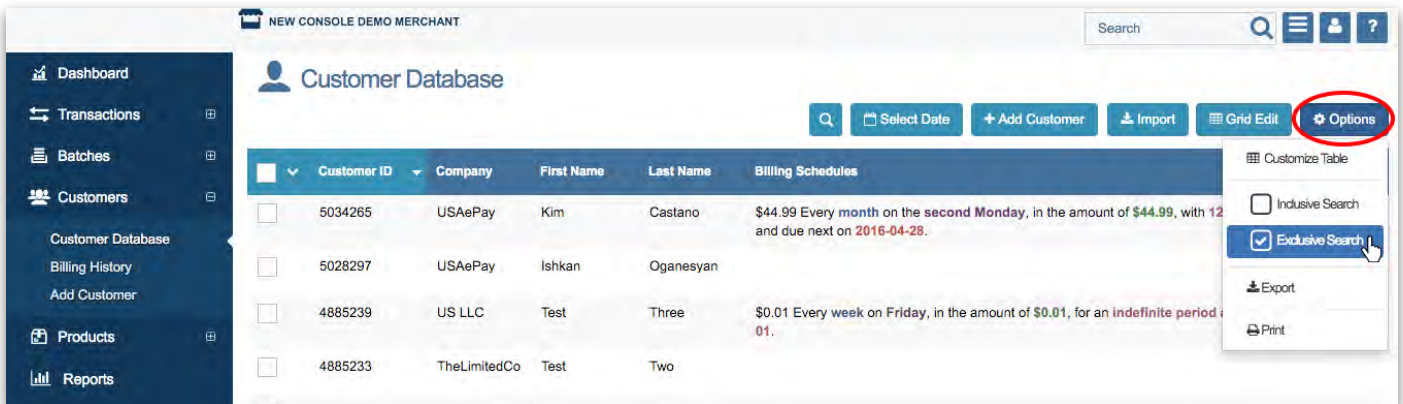 NEW CONSOLE DEMO MERCHANT
Search
?
Dashboard
Transactions
Batches
Customers
Customer Database
Billing History
Add Customer
Products
Reports
Customer Database
Select Date
+ Add Customer
Import
Grid Edit
Options
Customize Table
Inclusive Search
Exclusive Search
Export
Print
Customer ID Company First Name Last Name Billing Schedules
5034265 USAePay Kim Castano $44.99 Every month on the second Monday, in the amount of $44.99, with 12
and due next on 2016-04-28.
5028297 USAePay Ishkan Oganesyan
4885239 US LLC Test Three $0.01 Every week on Friday, in the amount of $0.01, for an indefinite period
01.
4885233 TheLimitedCo Test Two